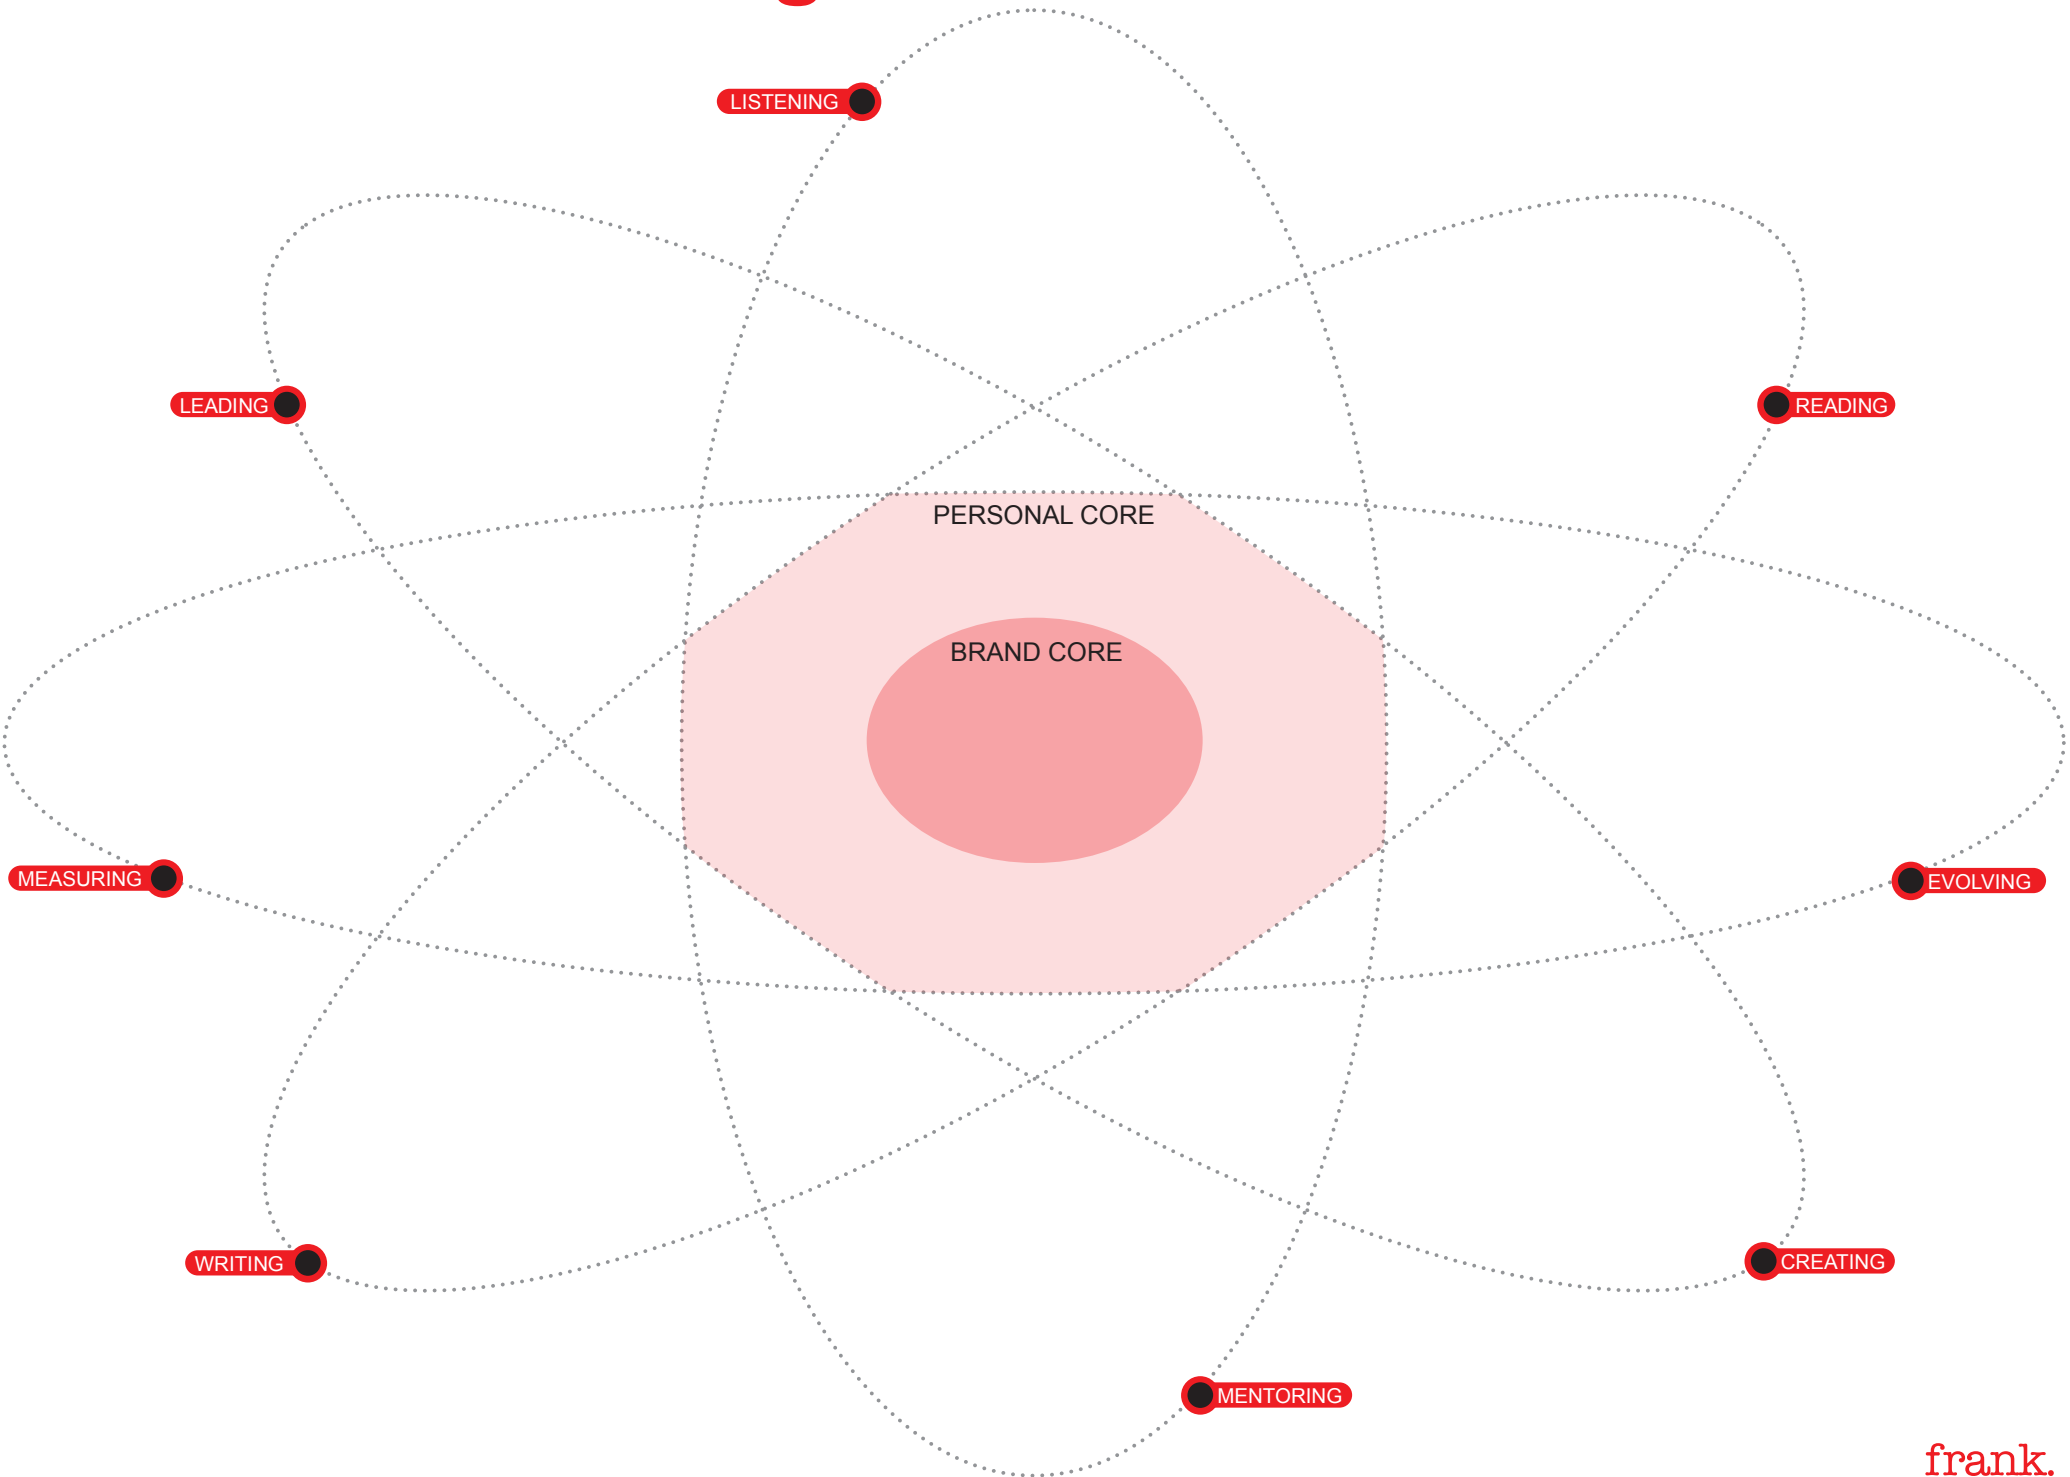 LISTENING
LEADING
READING
PERSONAL CORE
BRAND CORE
MEASURING
EVOLVING
WRITING
CREATING
MENTORING
frank.